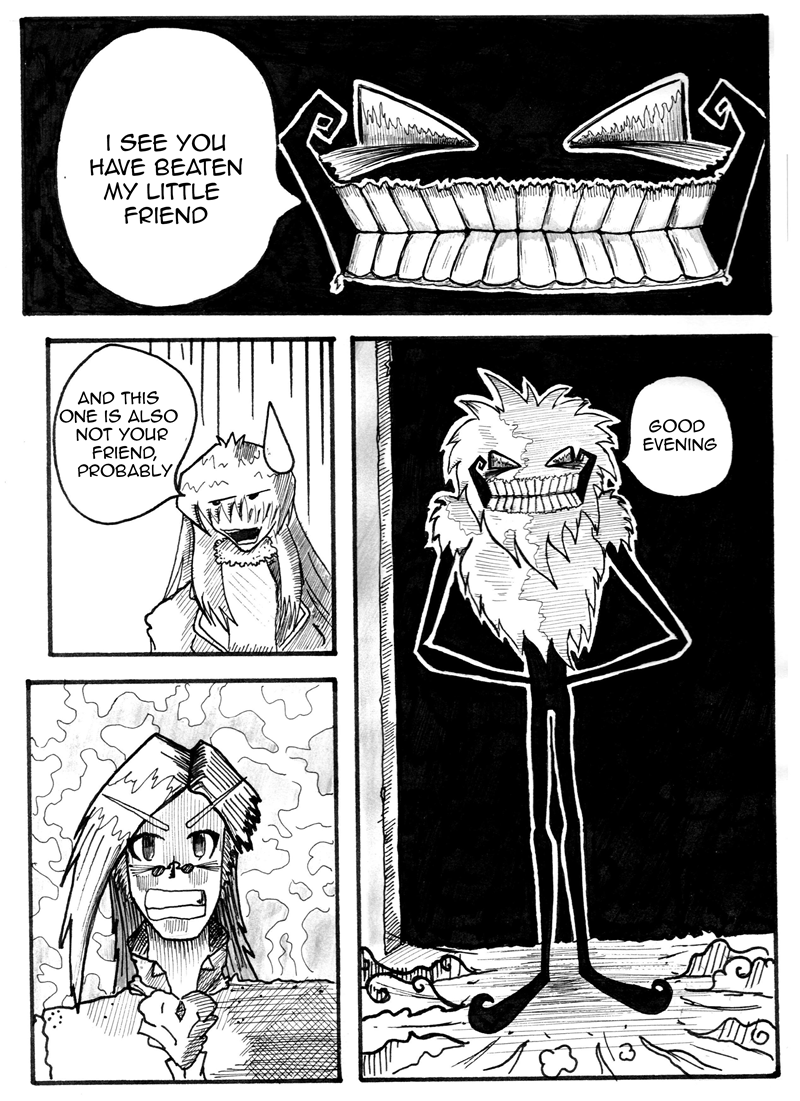 I SEE YOU
HAVE BEATEN
MY LITTLE
FRIEND
AND THIS
ONE IS ALSO
NOT YOUR
FRIEND,
PROBABLY
GOOD
EVENING